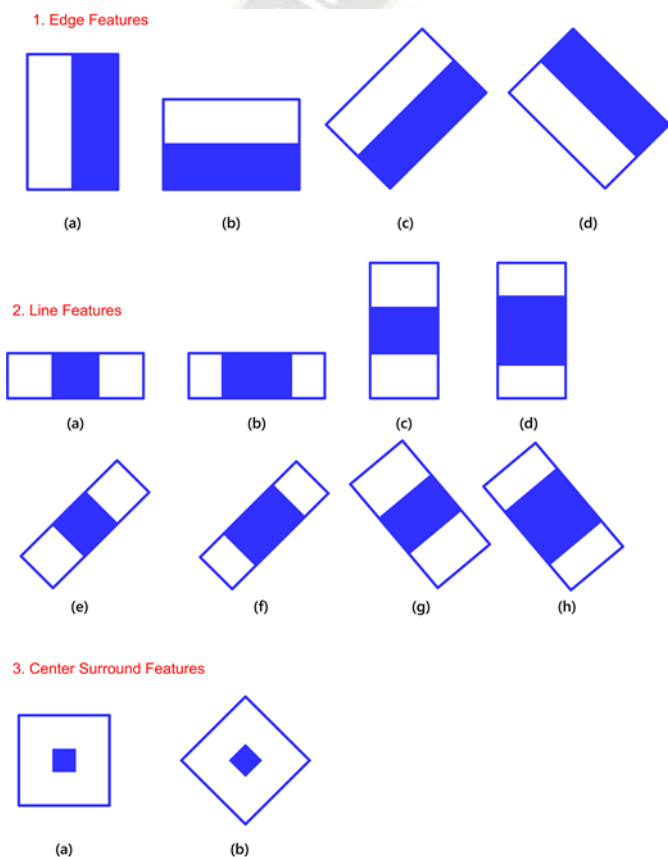 1. Edge Features
(a) (b) (c) (d)
2. Line Features
(a) (b) (c) (d)
(e) (f) (g) (h)
3. Center Surround Features
(a) (b)